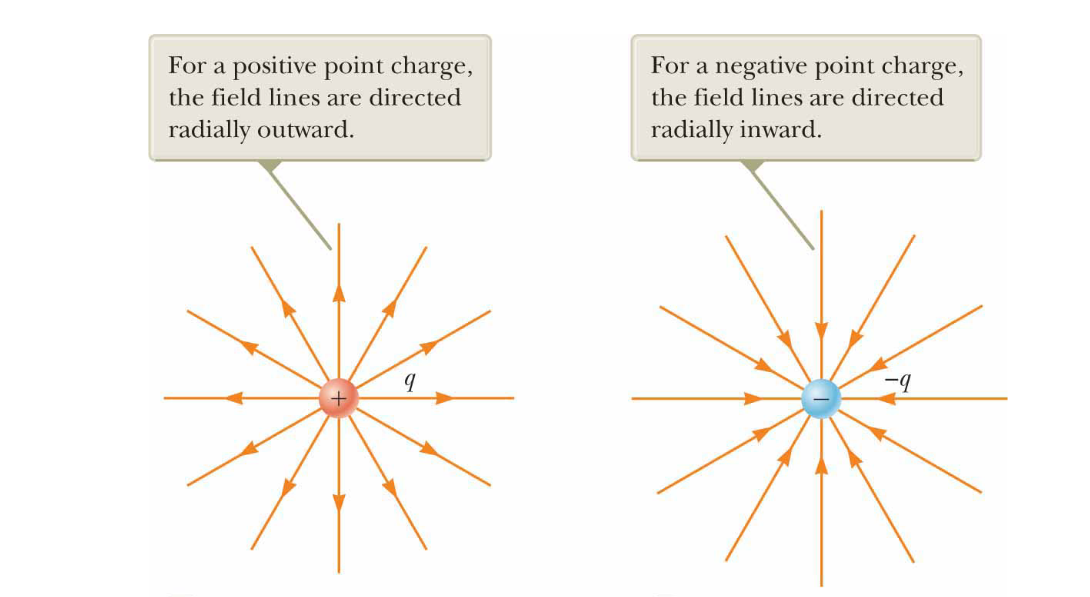 For a positive point charge,
the field lines are directed
radially outward.
For a negative point charge,
the field lines are directed
radially inward.
q
−q
+
−